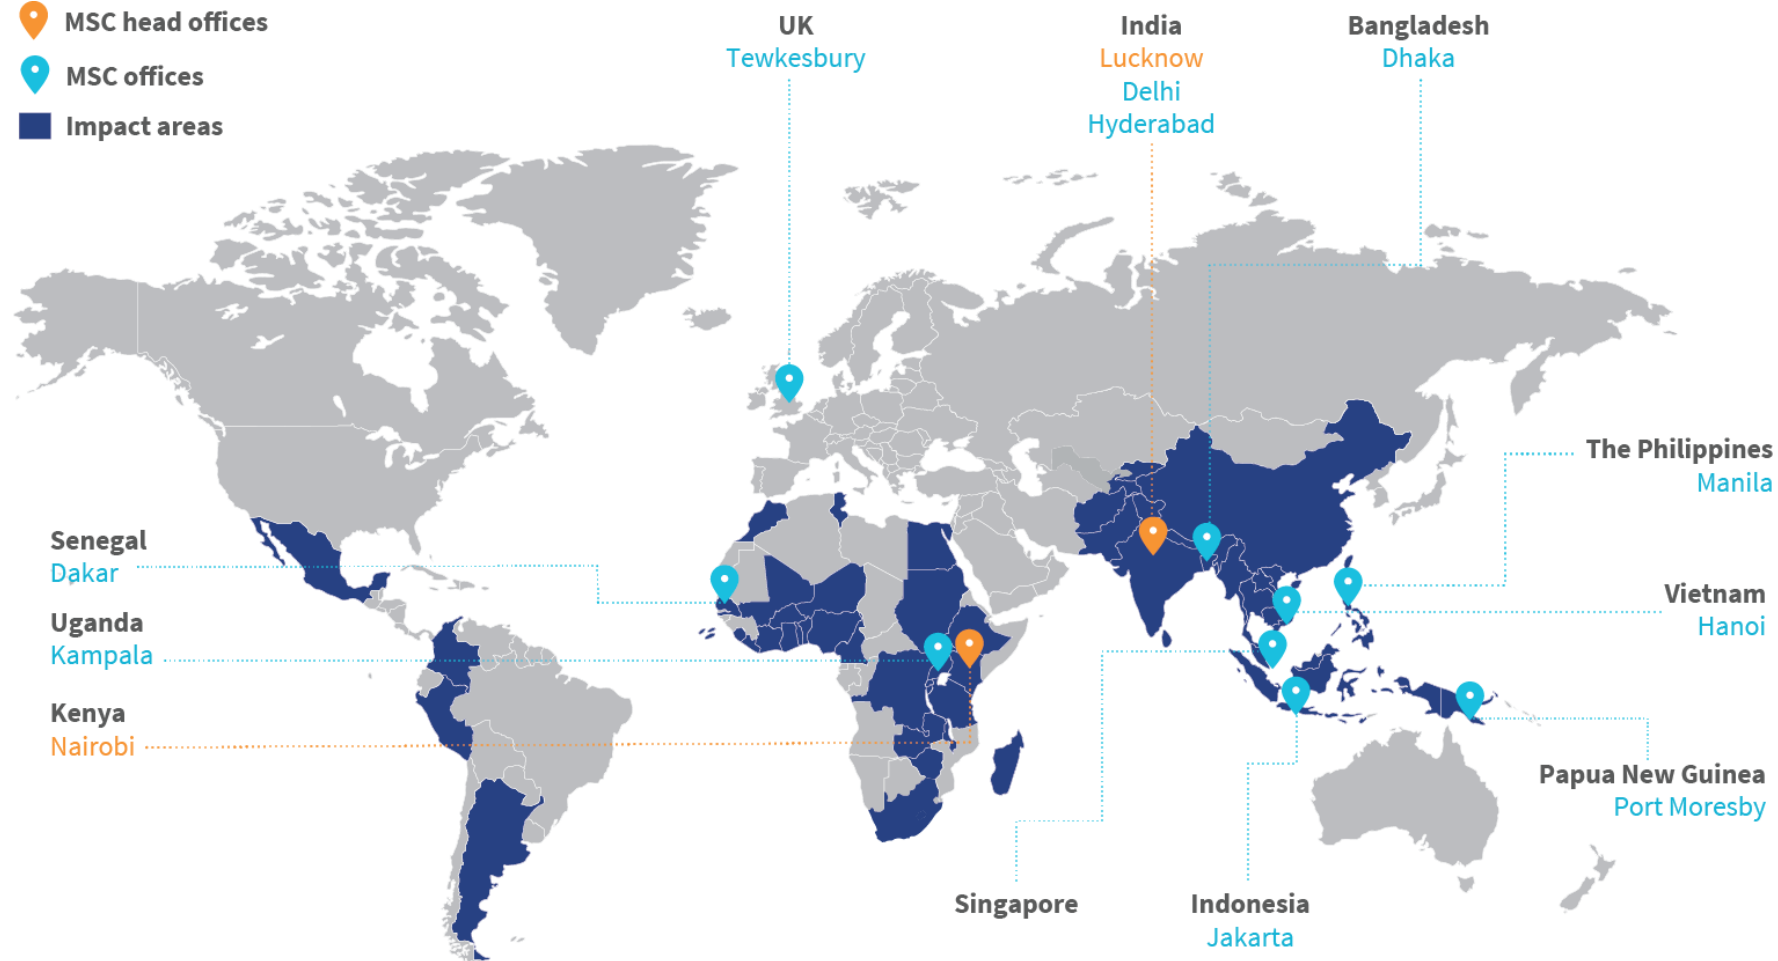 MSC head offices
MSC offices
Impact areas
UK
Tewkesbury
India
Lucknow
Delhi
Hyderabad
Bangladesh
Dhaka
The Philippines
Manila
Senegal
Dakar
Vietnam
Hanoi
Uganda
Kampala
Kenya
Nairobi
Papua New Guinea
Port Moresby
Singapore
Indonesia
Jakarta